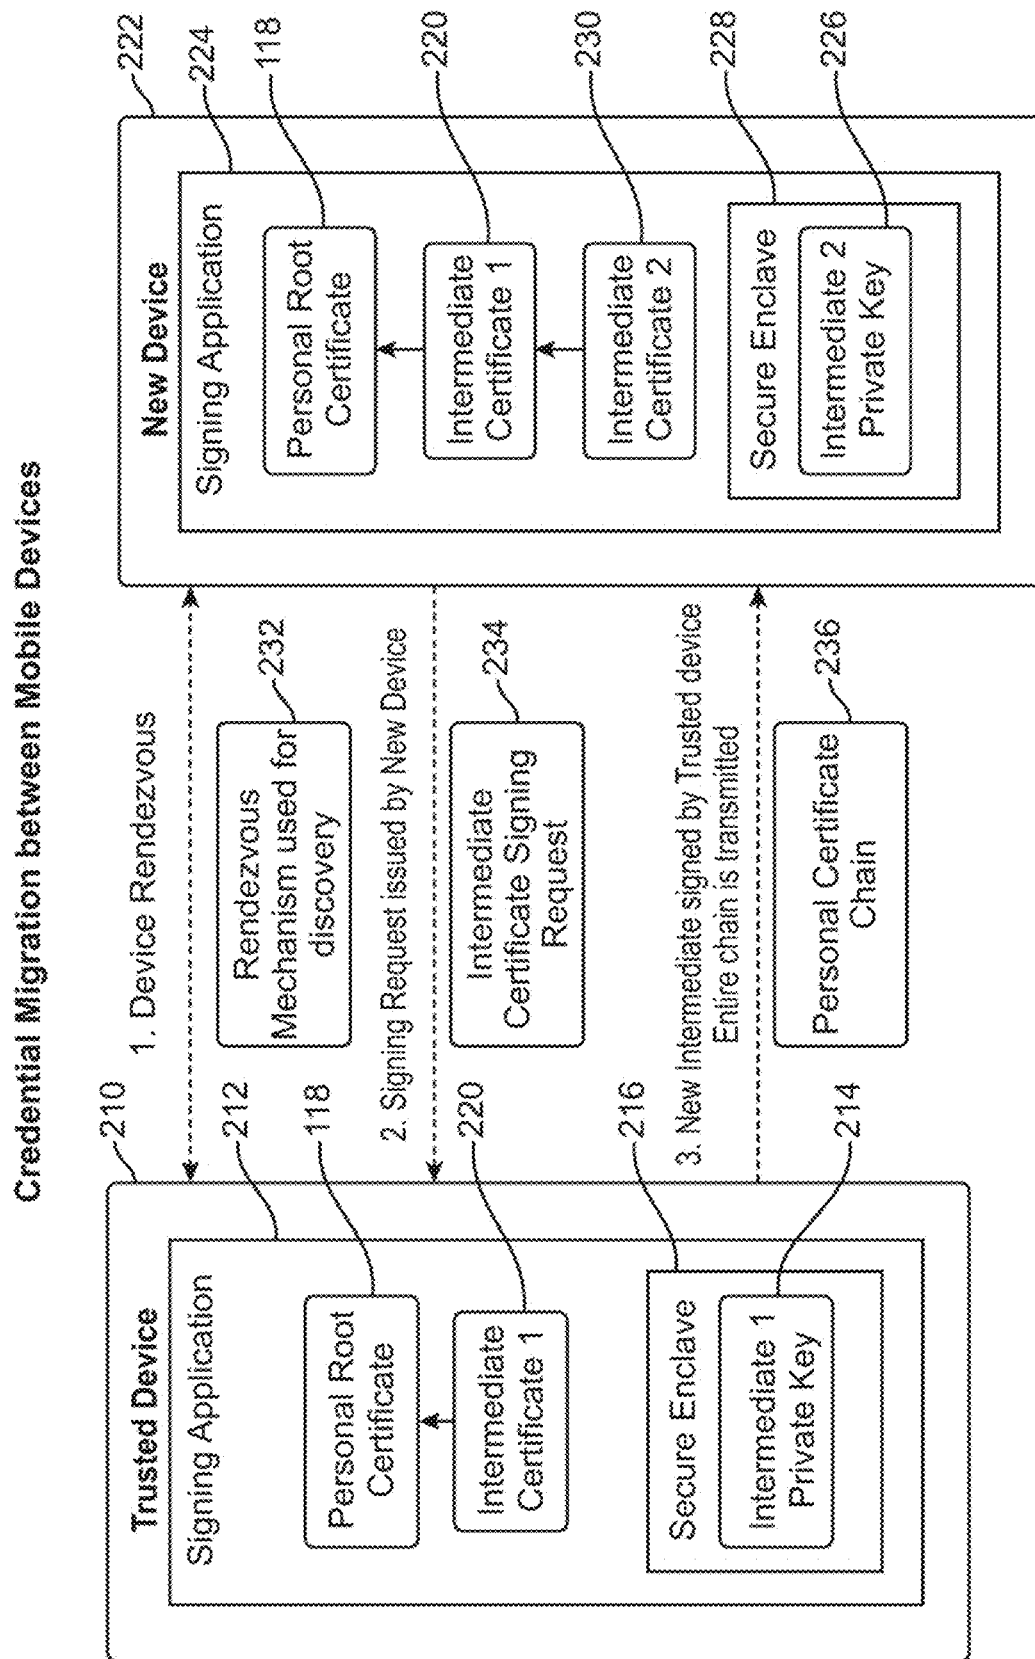 Credential Migration between Mobile Devices
210
Trusted Device
212
Signing Application
118
Personal Root
Certificate
220
Intermediate
Certificate 1
216
Secure Enclave
214
Intermediate 1
Private Key
1. Device Rendezvous
232
Rendezvous
Mechanism used for
discovery
2. Signing Request issued by New Device
234
Intermediate
Certificate Signing
Request
3. New Intermediate signed by Trusted device
Entire chain is transmitted
236
Personal Certificate
Chain
222
New Device
224
Signing Application
118
Personal Root
Certificate
220
Intermediate
Certificate 1
230
Intermediate
Certificate 2
228
Secure Enclave
226
Intermediate 2
Private Key